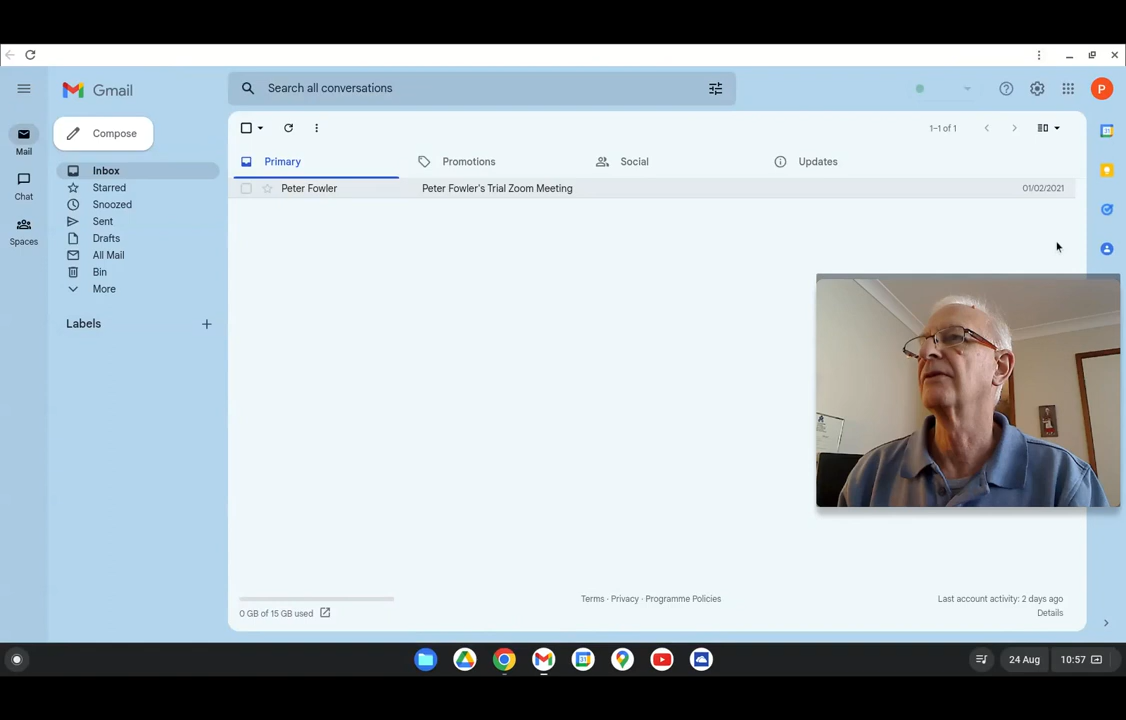 Gmail
Search all conversations
P
Compose
1–1 of 1
Mail
Inbox
Primary
Promotions
Social
Updates
Starred
Peter Fowler
Peter Fowler's Trial Zoom Meeting
01/02/2021
Chat
Snoozed
Sent
Spaces
Drafts
All Mail
Bin
More
Labels
0 GB of 15 GB used
Terms · Privacy · Programme Policies
Last account activity: 2 days ago
Details
24 Aug
10:57